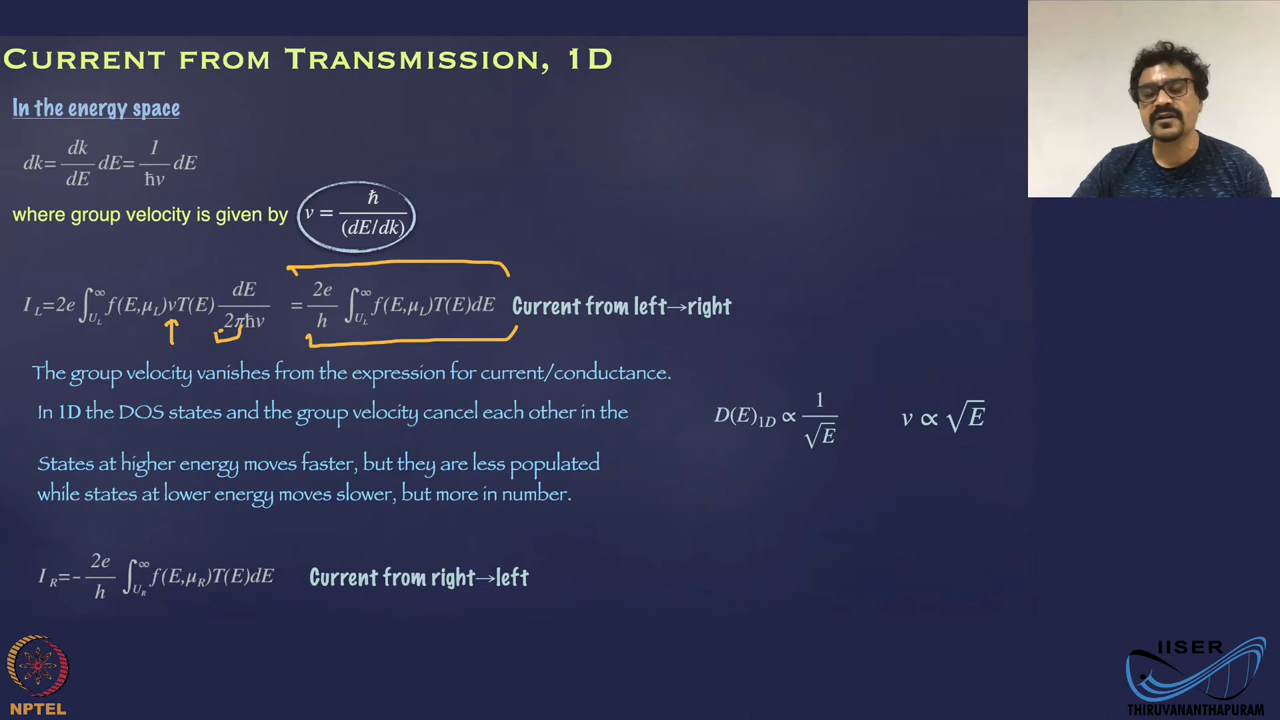 CURRENT FROM TRANSMISSION, 1D
In the energy space
dk= dk/dE dE= 1/ħv dE
where group velocity is given by v = ħ/(dE/dk)
I_L=2e ∫_{U_L}^∞ f(E,μ_L)vT(E) dE/2πħv = 2e/h ∫_{U_L}^∞ f(E,μ_L)T(E)dE Current from left→right
The group velocity vanishes from the expression for current/conductance.
In 1D the DOS states and the group velocity cancel each other in the
D(E)_{1D} ∝ 1/√E v ∝ √E
States at higher energy moves faster, but they are less populated
while states at lower energy moves slower, but more in number.
I_R=- 2e/h ∫_{U_R}^∞ f(E,μ_R)T(E)dE Current from right→left
NPTEL
IISER
THIRUVANANTHAPURAM